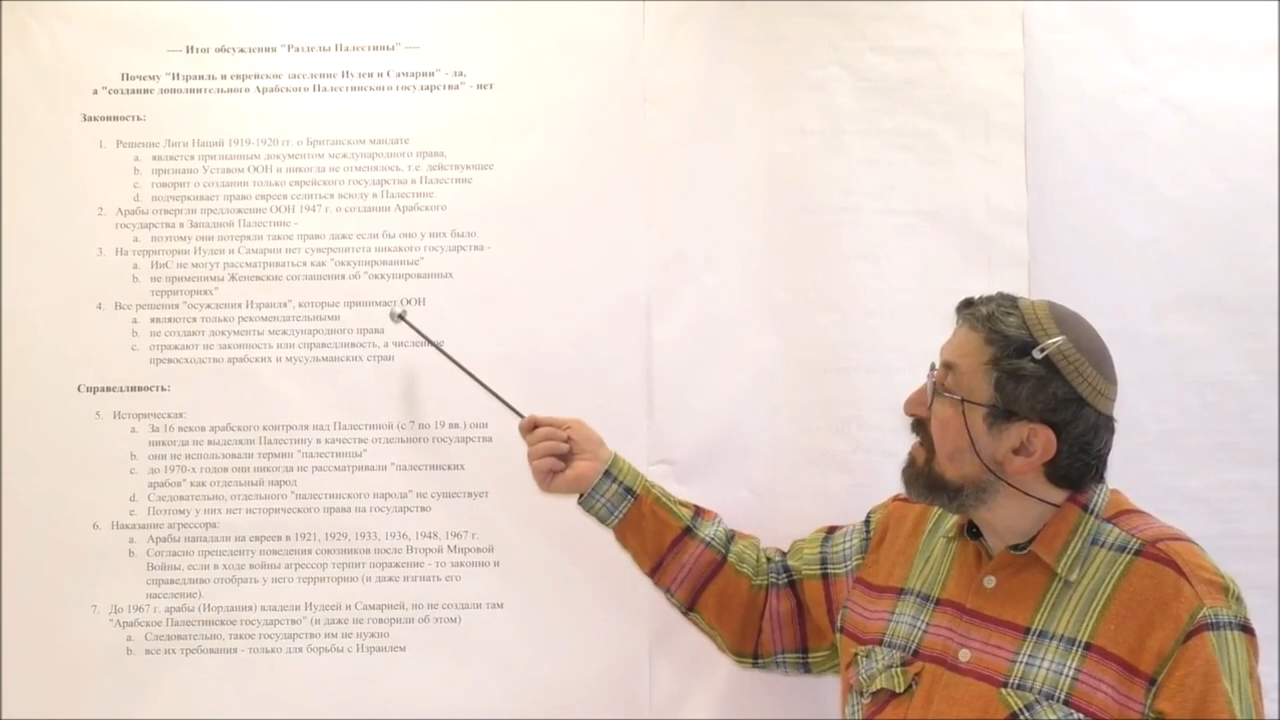 ---- Итог обсуждения "Разделы Палестины" ----
Почему "Израиль и еврейское заселение Иудеи и Самарии" - да,
а "создание дополнительного Арабского Палестинского государства" - нет
Законность:
1. Решение Лиги Наций 1919-1920 гг. о Британском мандате
a. является признанным документом международного права,
b. признано Уставом ООН и никогда не отменялось, т.е. действующее
c. говорит о создании только еврейского государства в Палестине
d. подчеркивает право евреев селиться всюду в Палестине.
2. Арабы отвергли предложение ООН 1947 г. о создании Арабского
государства в Западной Палестине -
a. поэтому они потеряли такое право даже если бы оно у них было.
3. На территории Иудеи и Самарии нет суверенитета никакого государства -
a. ИиС не могут рассматриваться как "оккупированные"
b. не применимы Женевские соглашения об "оккупированных
территориях"
4. Все решения "осуждения Израиля", которые принимает ООН
a. являются только рекомендательными
b. не создают документы международного права
c. отражают не законность или справедливость, а численное
превосходство арабских и мусульманских стран
Справедливость:
5. Историческая:
a. За 16 веков арабского контроля над Палестиной (с 7 по 19 вв.) они
никогда не выделяли Палестину в качестве отдельного государства
b. они не использовали термин "палестинцы"
c. до 1970-х годов они никогда не рассматривали "палестинских
арабов" как отдельный народ
d. Следовательно, отдельного "палестинского народа" не существует
e. Поэтому у них нет исторического права на государство
6. Наказание агрессора:
a. Арабы нападали на евреев в 1921, 1929, 1933, 1936, 1948, 1967 г.
b. Согласно прецеденту поведения союзников после Второй Мировой
Войны, если в ходе войны агрессор терпит поражение - то законно и
справедливо отобрать у него территорию (и даже изгнать его
население).
7. До 1967 г. арабы (Иордания) владели Иудеей и Самарией, но не создали там
"Арабское Палестинское государство" (и даже не говорили об этом)
a. Следовательно, такое государство им не нужно
b. все их требования - только для борьбы с Израилем